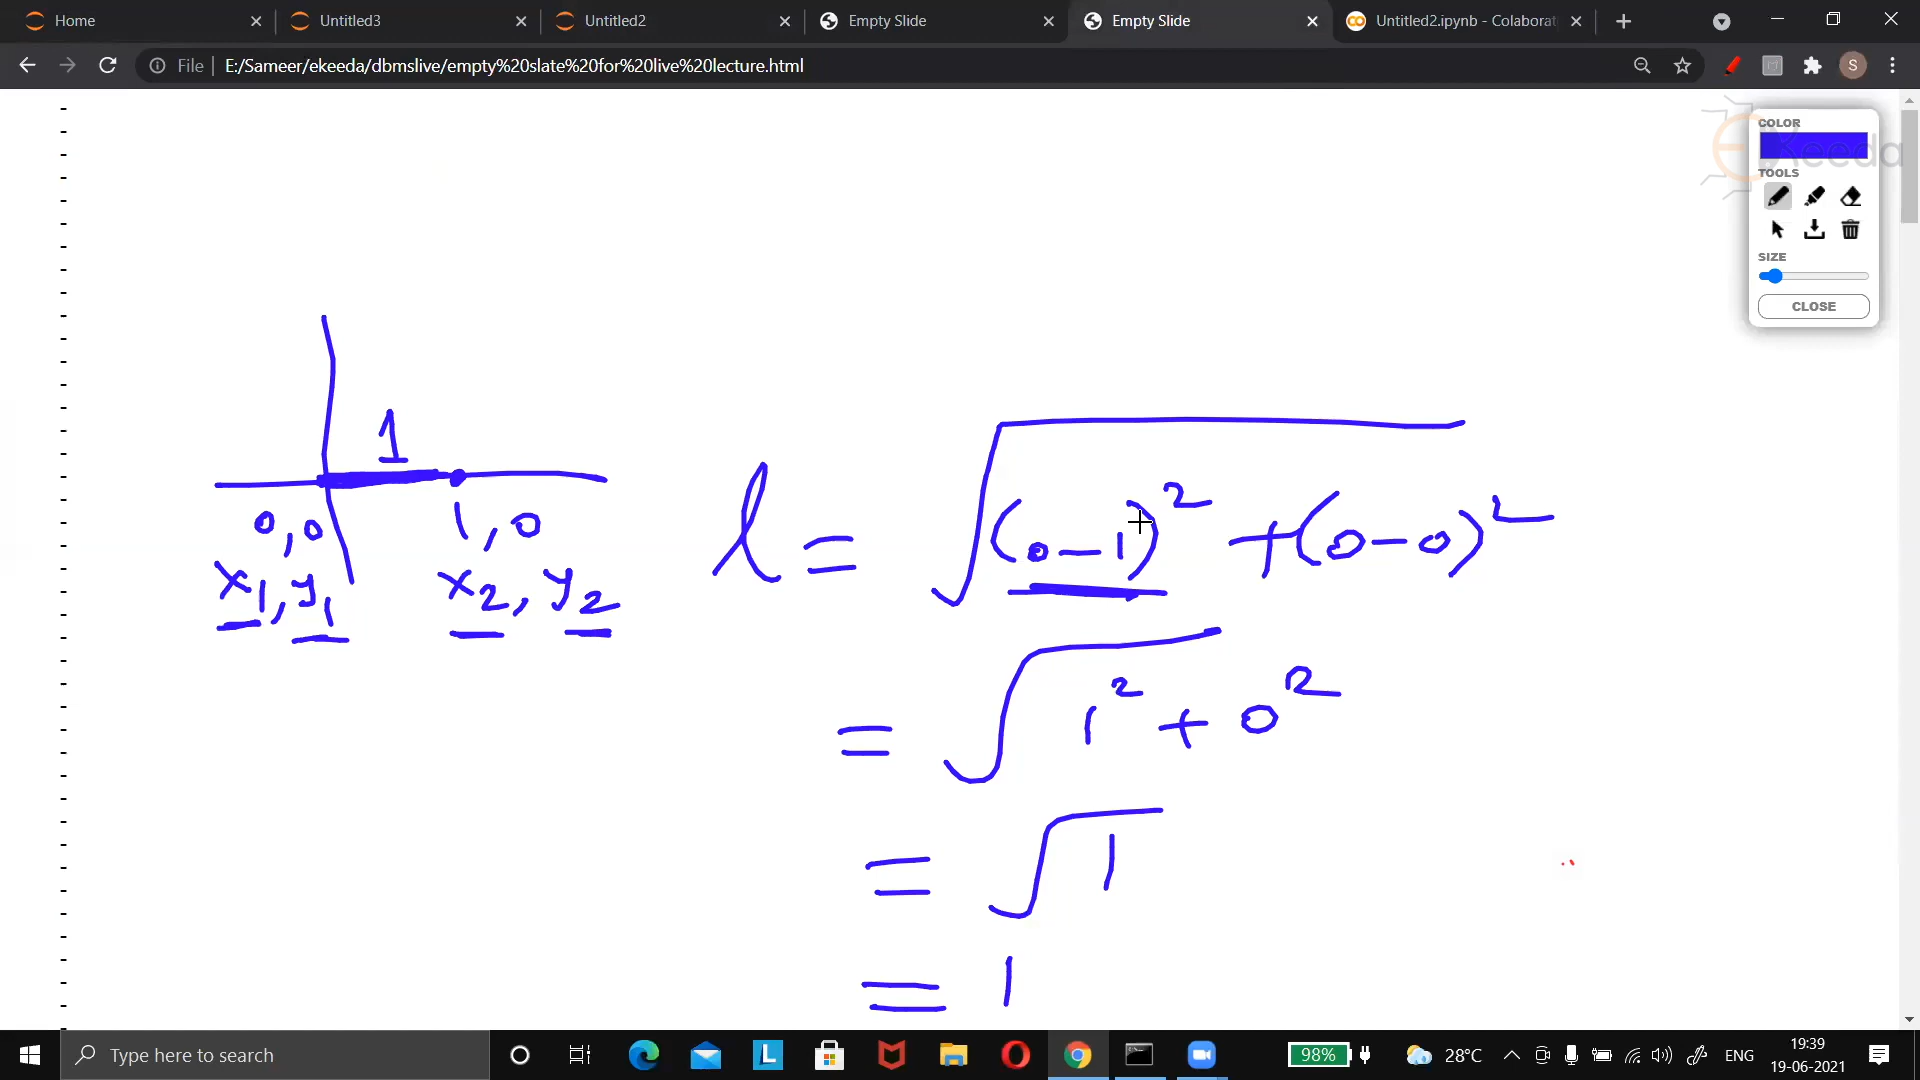 Home
Untitled3
Untitled2
Empty Slide
Empty Slide
Untitled2.ipynb - Colaborat
File
E:/Sameer/ekeeda/dbmslive/empty%20slate%20for%20live%20lecture.html
S
COLOR
Keeda
TOOLS
SIZE
CLOSE
1
0,0
1,0
x1,y1
x2,y2
l = √(0-1)² + (0-0)²
= √1² + 0²
= √1
= 1
Type here to search
98%
28°C
ENG
19:39
19-06-2021